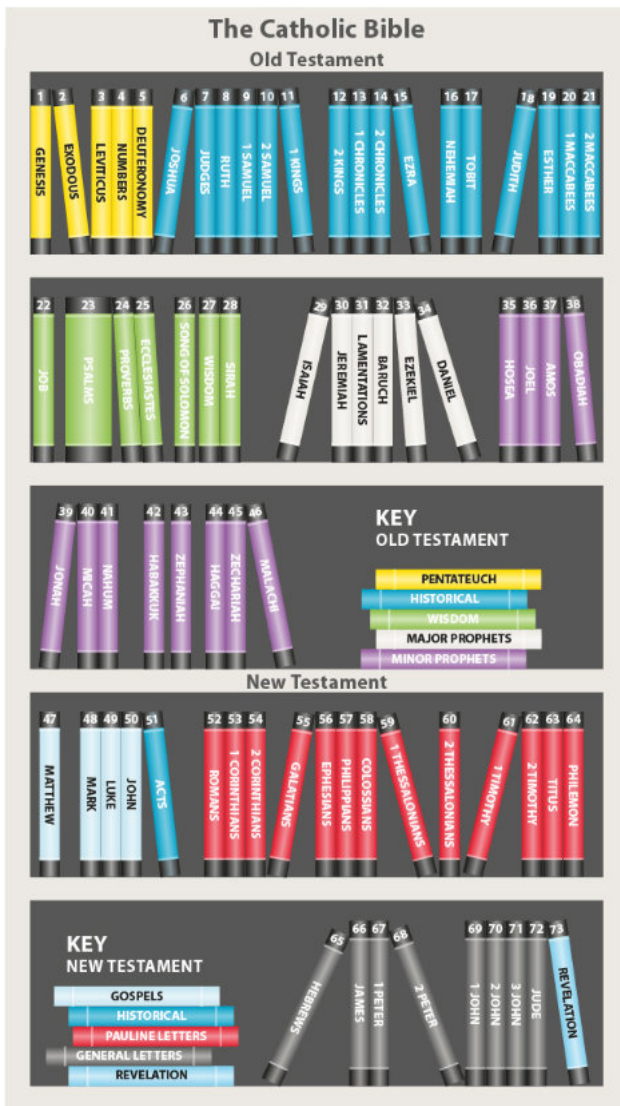 The Catholic Bible
Old Testament
1 GENESIS
2 EXODOUS
3 LEVITICUS
4 NUMBERS
5 DEUTERONOMY
6 JOSHUA
7 JUDGES
8 RUTH
9 1 SAMUEL
10 2 SAMUEL
11 1 KINGS
12 2 KINGS
13 1 CHRONICLES
14 2 CHRONICLES
15 EZRA
16 NEHEMIAH
17 TOBIT
18 JUDITH
19 ESTHER
20 1 MACCABEES
21 2 MACCABEES
22 JOB
23 PSALMS
24 PROVERBS
25 ECCLESIASTES
26 SONG OF SOLOMON
27 WISDOM
28 SIRAH
29 ISAIAH
30 JEREMIAH
31 LAMENTATIONS
32 BARUCH
33 EZEKIEL
34 DANIEL
35 HOSEA
36 JOEL
37 AMOS
38 OBADIAH
39 JONAH
40 MICAH
41 NAHUM
42 HABAKKUK
43 ZEPHANIAH
44 HAGGAI
45 ZECHARIAH
46 MALACHI
KEY
OLD TESTAMENT
PENTATEUCH
HISTORICAL
WISDOM
MAJOR PROPHETS
MINOR PROPHETS
New Testament
47 MATTHEW
48 MARK
49 LUKE
50 JOHN
51 ACTS
52 ROMANS
53 1 CORINTHIANS
54 2 CORINTHIANS
55 GALATIANS
56 EPHESIANS
57 PHILIPPIANS
58 COLOSSIANS
59 1 THESSALONIANS
60 2 THESSALONIANS
61 1 TIMOTHY
62 2 TIMOTHY
63 TITUS
64 PHILEMON
KEY
NEW TESTAMENT
GOSPELS
HISTORICAL
PAULINE LETTERS
GENERAL LETTERS
REVELATION
65 HEBREWS
66 JAMES
67 1 PETER
68 2 PETER
69 1 JOHN
70 2 JOHN
71 3 JOHN
72 JUDE
73 REVELATION